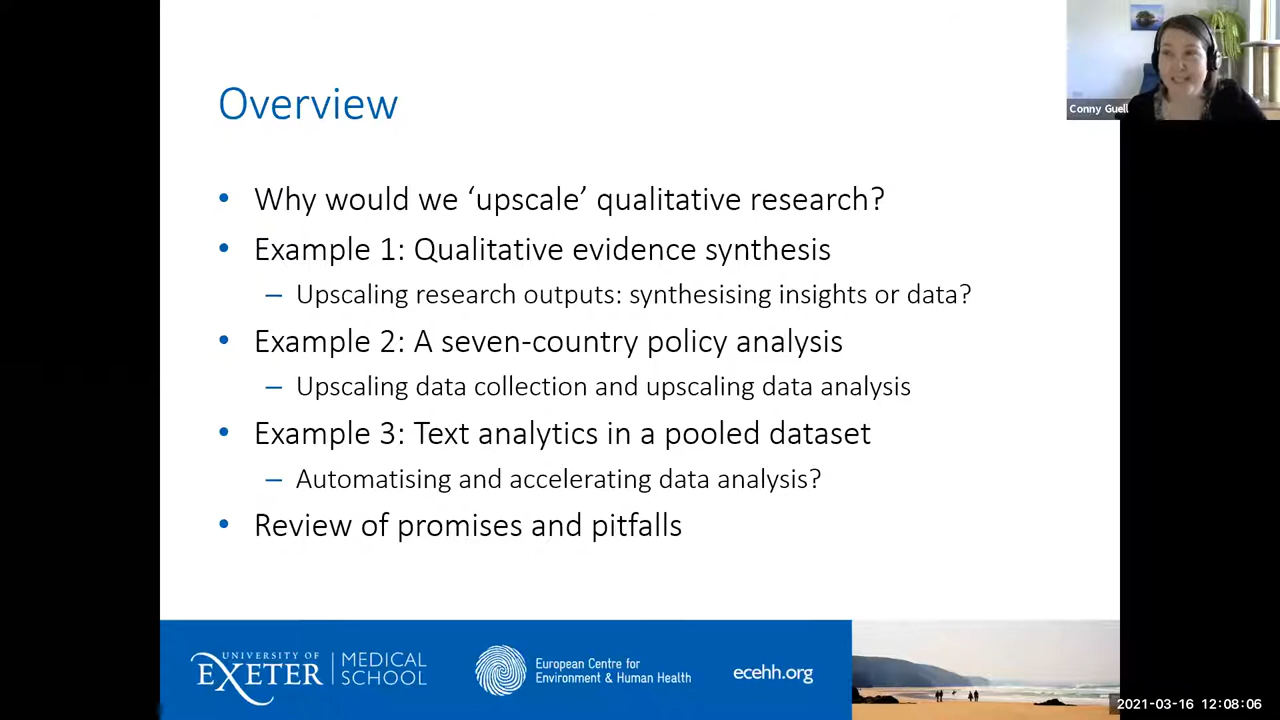 Overview
Conny Guell
• Why would we ‘upscale’ qualitative research?
• Example 1: Qualitative evidence synthesis
– Upscaling research outputs: synthesising insights or data?
• Example 2: A seven-country policy analysis
– Upscaling data collection and upscaling data analysis
• Example 3: Text analytics in a pooled dataset
– Automatising and accelerating data analysis?
• Review of promises and pitfalls
UNIVERSITY OF
EXETER
MEDICAL
SCHOOL
European Centre for
Environment & Human Health
ecehh.org
2021-03-16 12:08:06